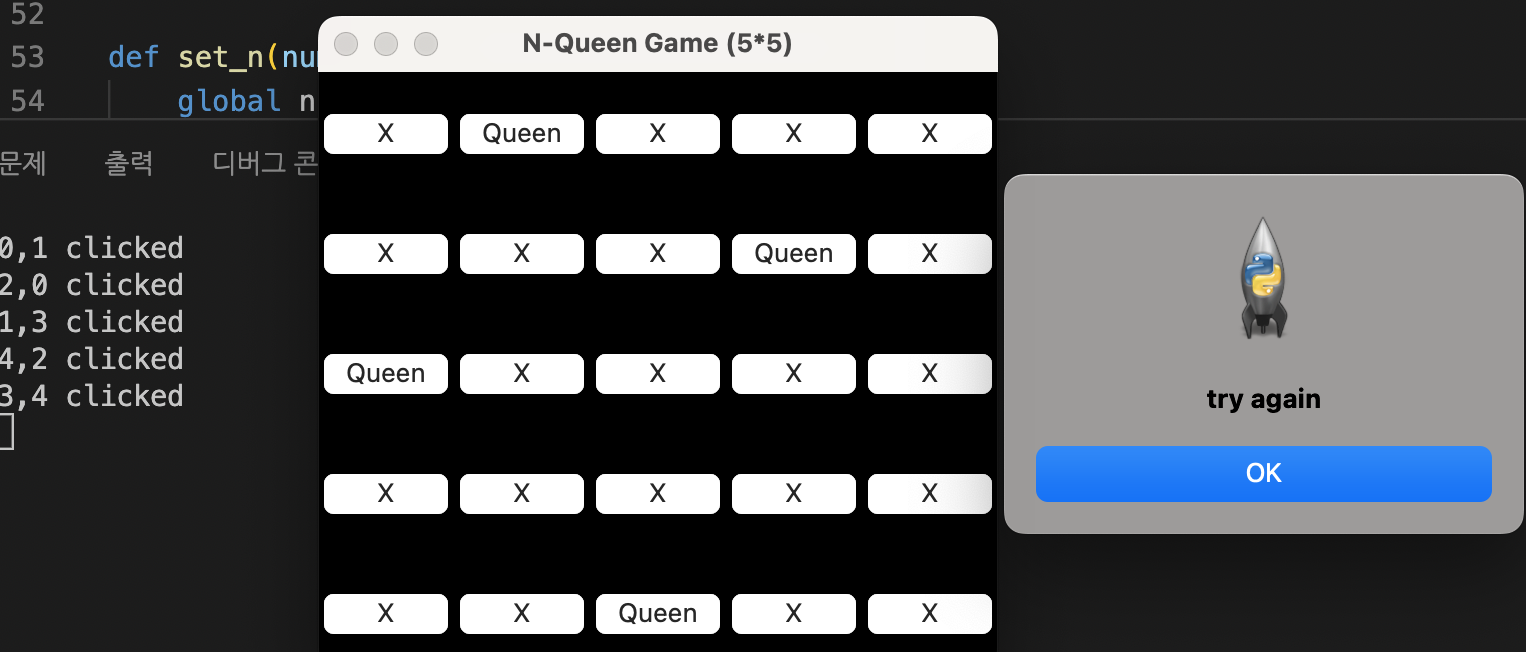 52
53 def set_n(nu
54 global n
문제 출력 디버그 콘
0,1 clicked
2,0 clicked
1,3 clicked
4,2 clicked
3,4 clicked
N-Queen Game (5*5)
X Queen X X X
X X X Queen X
Queen X X X X
X X X X X
X X Queen X X
try again
OK